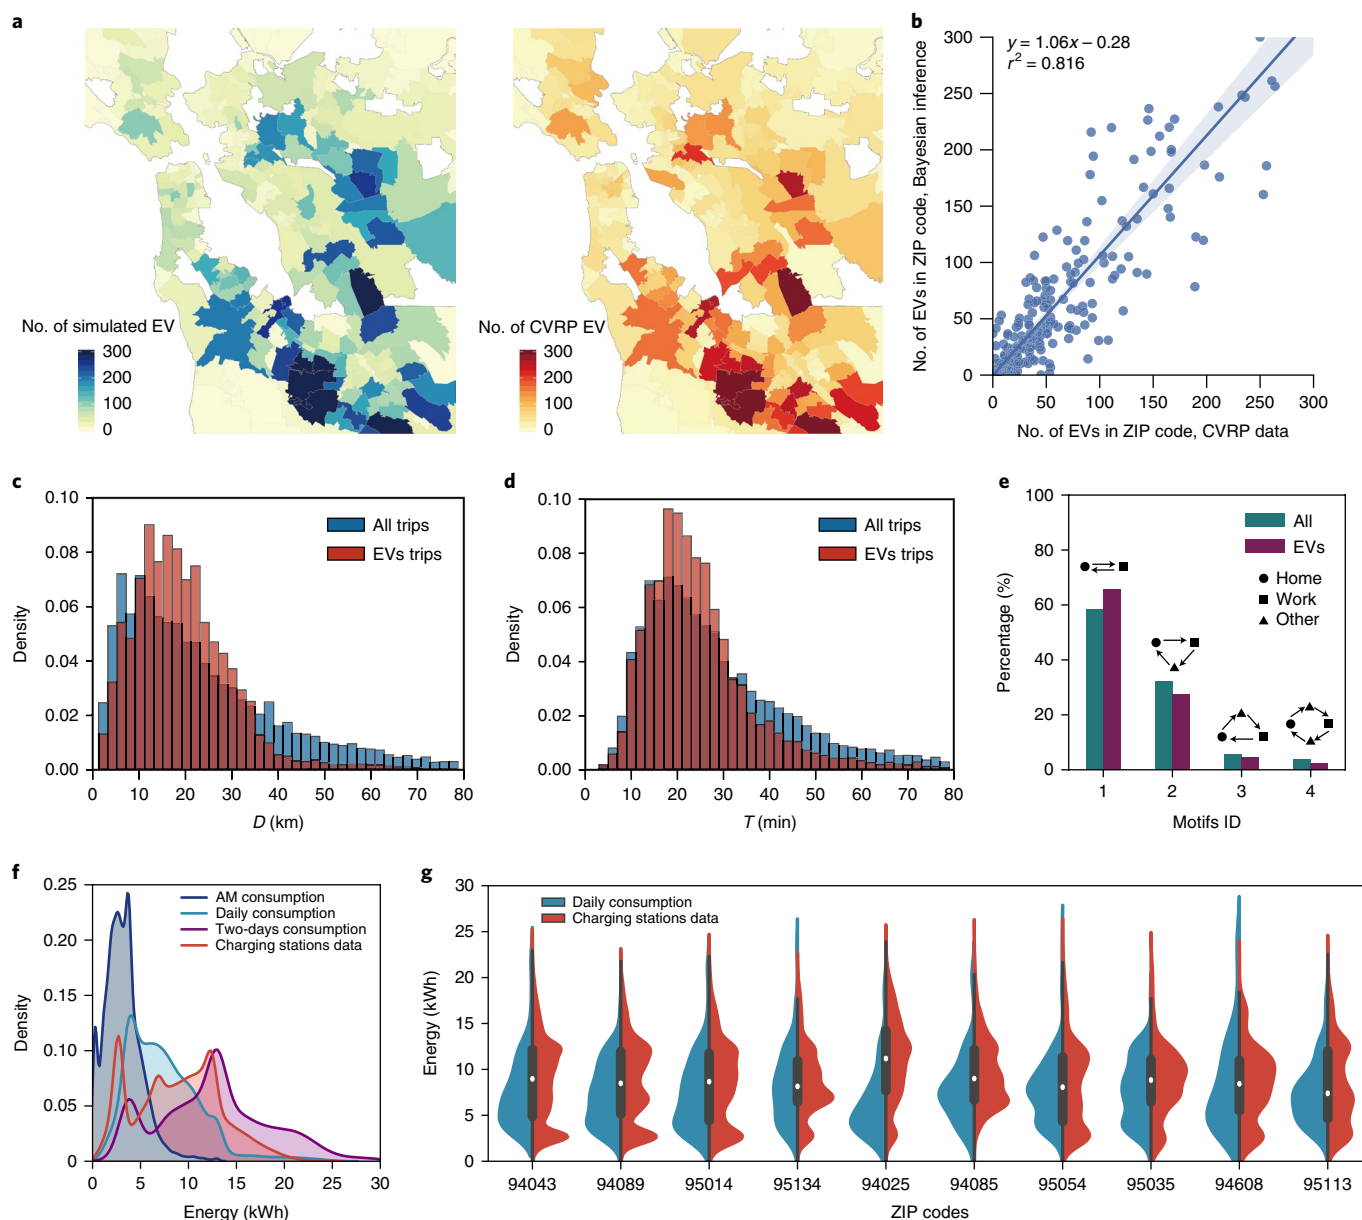 a
No. of simulated EV
300
200
100
0
No. of CVRP EV
300
200
100
0
b
y = 1.06x – 0.28
r² = 0.816
No. of EVs in ZIP code, Bayesian inference
300
250
200
150
100
50
0
0 50 100 150 200 250 300
No. of EVs in ZIP code, CVRP data
c
Density
0.10
0.08
0.06
0.04
0.02
0.00
All trips
EVs trips
0 10 20 30 40 50 60 70 80
D (km)
d
Density
0.10
0.08
0.06
0.04
0.02
0.00
All trips
EVs trips
0 10 20 30 40 50 60 70 80
T (min)
e
Percentage (%)
100
80
60
40
20
0
All
EVs
Home
Work
Other
1 2 3 4
Motifs ID
f
Density
0.25
0.20
0.15
0.10
0.05
0
AM consumption
Daily consumption
Two-days consumption
Charging stations data
0 5 10 15 20 25 30
Energy (kWh)
g
Energy (kWh)
30
25
20
15
10
5
0
Daily consumption
Charging stations data
94043 94089 95014 95134 94025 94085 95054 95035 94608 95113
ZIP codes